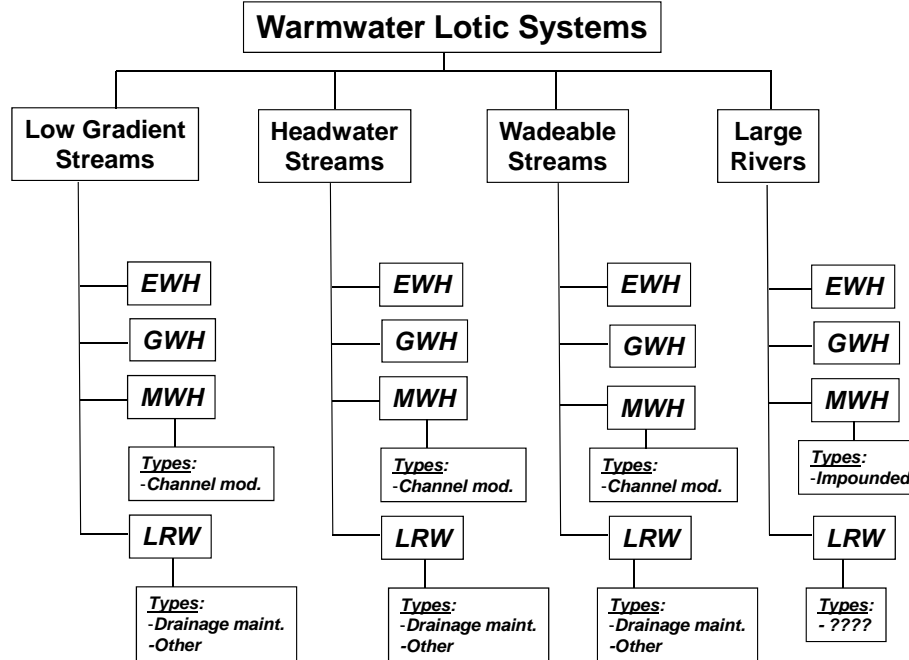 Warmwater Lotic Systems
Low Gradient
Streams
EWH
GWH
MWH
Types:
-Channel mod.
LRW
Types:
-Drainage maint.
-Other
Headwater
Streams
EWH
GWH
MWH
Types:
-Channel mod.
LRW
Types:
-Drainage maint.
-Other
Wadeable
Streams
EWH
GWH
MWH
Types:
-Channel mod.
LRW
Types:
-Drainage maint.
-Other
Large
Rivers
EWH
GWH
MWH
Types:
-Impounded
LRW
Types:
- ????